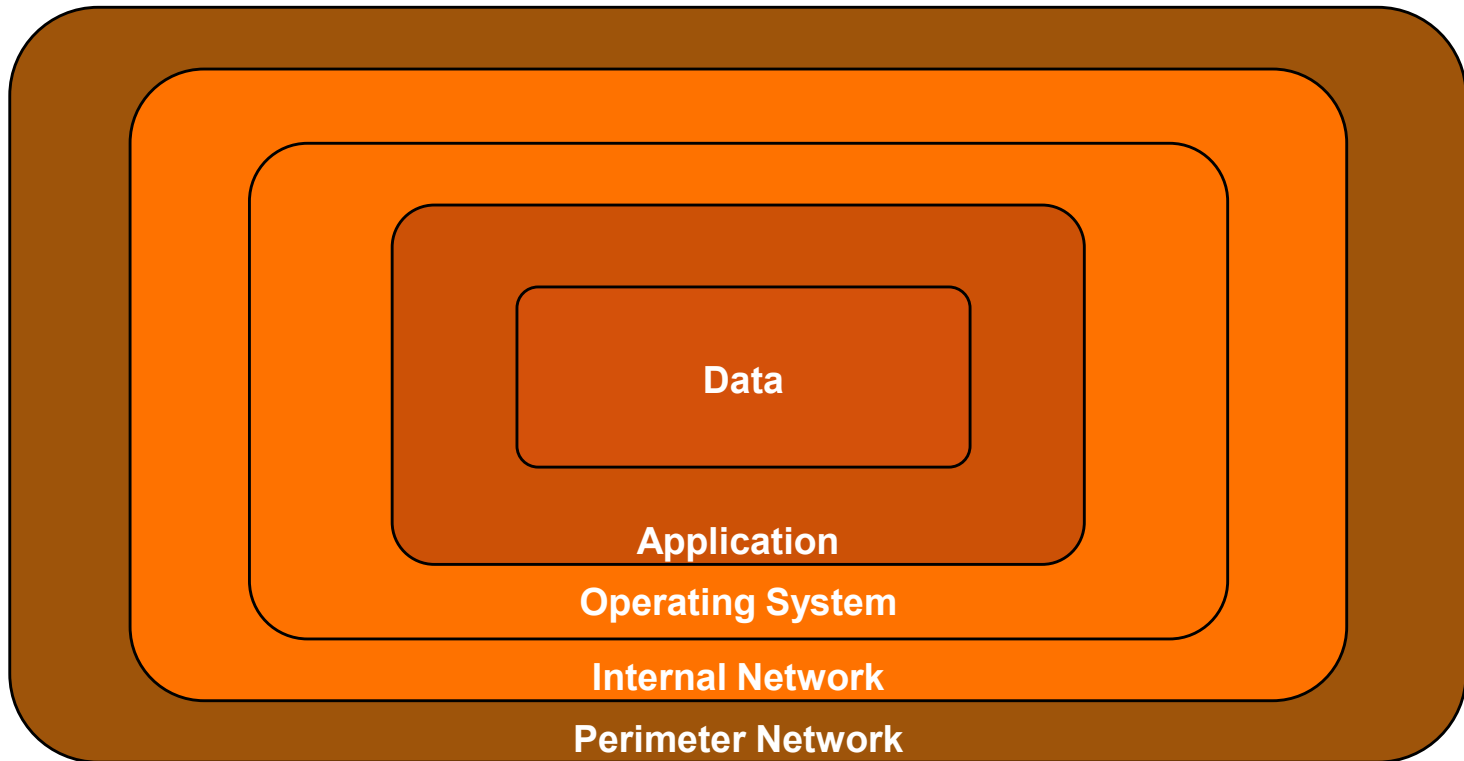 Data
Application
Operating System
Internal Network
Perimeter Network